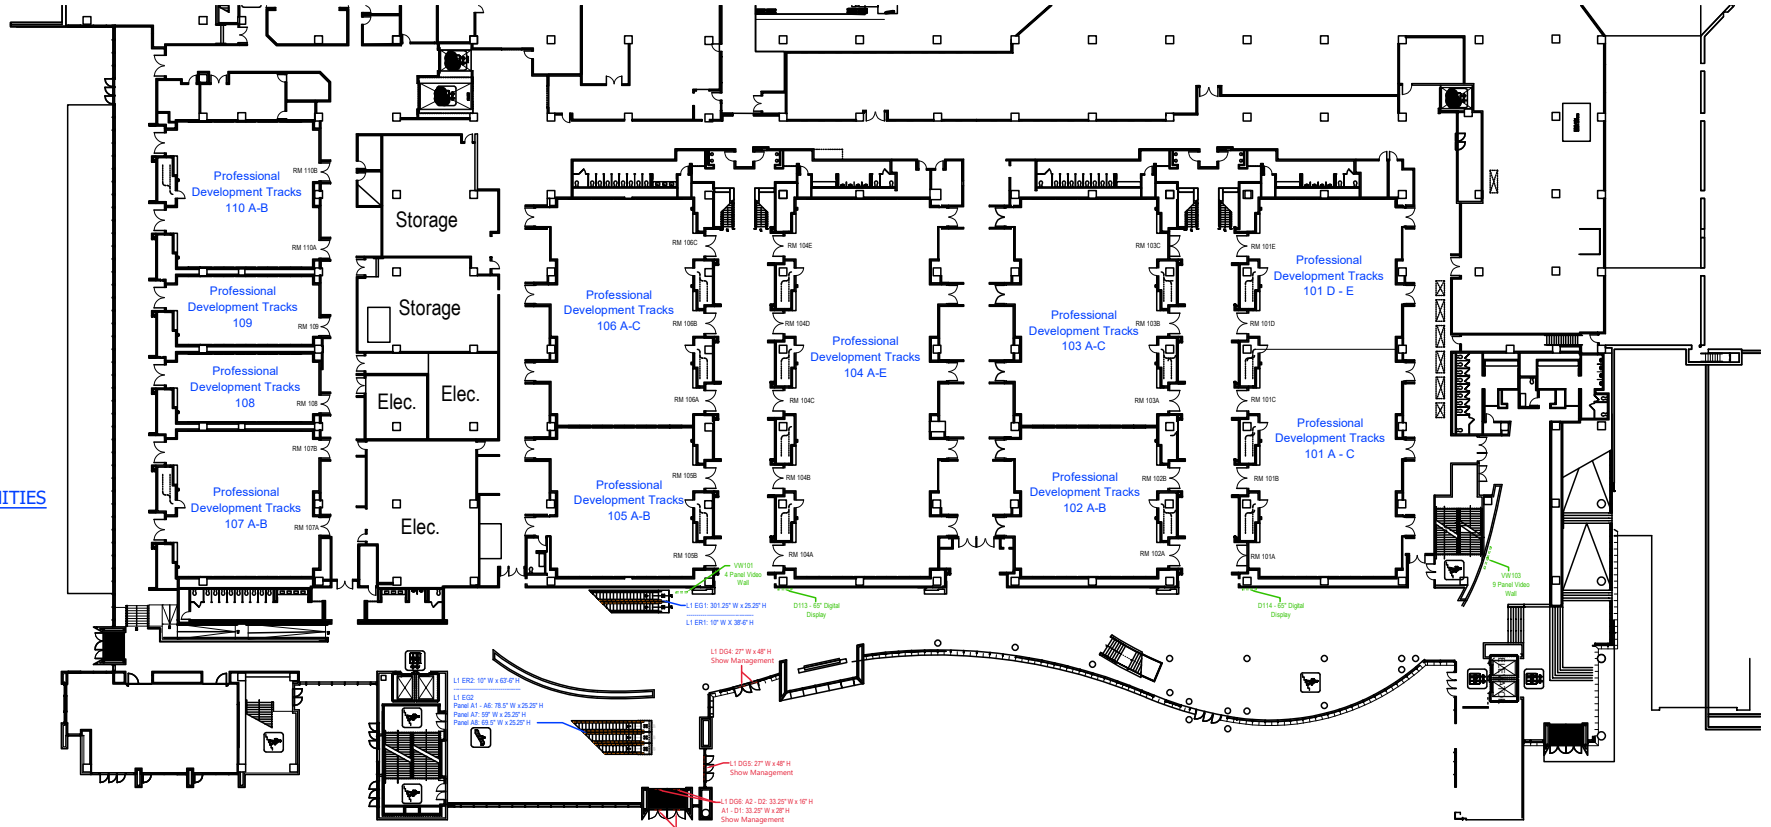 Professional
Development Tracks
110 A-B
RM 110B
RM 110A
Storage
Professional
Development Tracks
109
RM 109
Storage
Professional
Development Tracks
108
RM 108
Elec.
Elec.
RM 107B
Professional
Development Tracks
107 A-B
RM 107A
Elec.
ITIES
RM 106C
Professional
Development Tracks
106 A-C
RM 106B
RM 106A
RM 105B
Professional
Development Tracks
105 A-B
RM 105B
RM 104E
RM 104D
Professional
Development Tracks
104 A-E
RM 104C
RM 104B
RM 104A
RM 103C
Professional
Development Tracks
103 A-C
RM 103B
RM 103A
Professional
Development Tracks
102 A-B
RM 102B
RM 102A
RM 101E
Professional
Development Tracks
101 D - E
RM 101D
RM 101C
Professional
Development Tracks
101 A - C
RM 101B
RM 101A
VW101
4 Panel Video
Wall
D113 - 65" Digital
Display
D114 - 65" Digital
Display
VW103
9 Panel Video
Wall
L1 EG1: 301.25" W x 25.25" H
L1 ER1: 10" W X 38'-6" H
L1 DG4: 27" W x 48" H
Show Management
L1 ER2: 10" W x 63'-6" H
L1 EG2
Panel A1 - A6: 78.5" W x 25.25" H
Panel A7: 59" W x 25.25" H
Panel A8: 69.5" W x 25.25" H
L1 DG5: 27" W x 48" H
Show Management
L1 DG6: A2 - D2: 33.25" W x 16" H
A1 - D1: 33.25" W x 28" H
Show Management